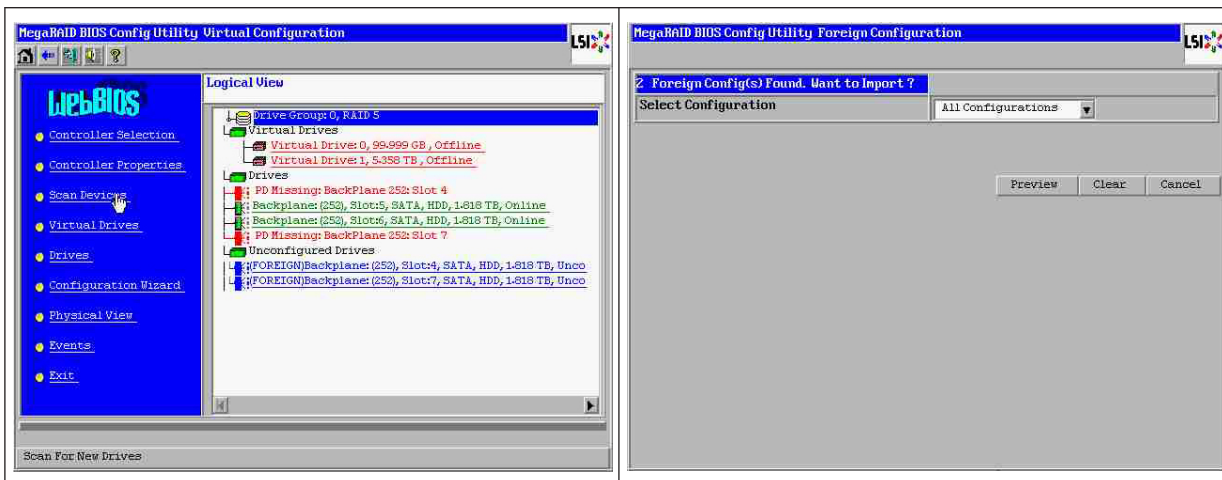 MegaRAID BIOS Config Utility Virtual Configuration
LSI
WebBIOS
Controller Selection
Controller Properties
Scan Devices
Virtual Drives
Drives
Configuration Wizard
Physical View
Events
Exit
Logical View
Drive Group: 0, RAID 5
Virtual Drives
Virtual Drive: 0, 99.999 GB, Offline
Virtual Drive: 1, 5.358 TB, Offline
Drives
PD Missing: BackPlane 252: Slot 4
Backplane: (252), Slot:5, SATA, HDD, 1.818 TB, Online
Backplane: (252), Slot:6, SATA, HDD, 1.818 TB, Online
PD Missing: BackPlane 252: Slot 7
Unconfigured Drives
(FOREIGN)Backplane: (252), Slot:4, SATA, HDD, 1.818 TB, Unco
(FOREIGN)Backplane: (252), Slot:7, SATA, HDD, 1.818 TB, Unco
Scan For New Drives
MegaRAID BIOS Config Utility Foreign Configuration
LSI
2 Foreign Config(s) Found. Want to Import ?
Select Configuration
All Configurations
Preview Clear Cancel